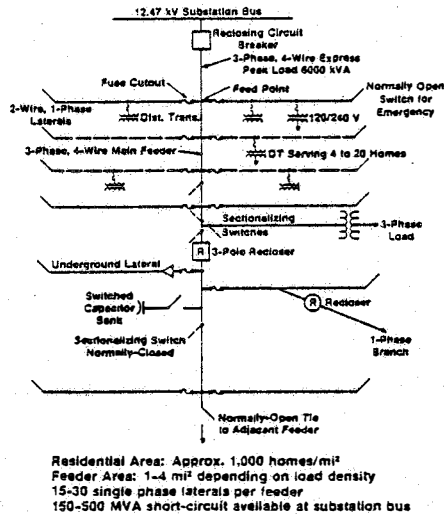 12.47 kV Substation Bus
Reclosing Circuit
Breaker
3-Phase, 4-Wire Express
Peak Load 6000 kVA
Fuse Cutout
Feed Point
Normally Open
Switch for
Emergency
2-Wire, 1-Phase
Laterals
Dist. Trans.
120/240 V
3-Phase, 4-Wire Main Feeder
DT Serving 4 to 20 Homes
Sectionalizing
Switches
3-Phase
Load
R
3-Pole Recloser
Underground Lateral
R
Recloser
Switched
Capacitor
Bank
1-Phase
Branch
Sectionalizing Switch
Normally-Closed
Normally-Open Tie
to Adjacent Feeder
Residential Area: Approx. 1,000 homes/mi²
Feeder Area: 1-4 mi² depending on load density
15-30 single phase laterals per feeder
150-500 MVA short-circuit available at substation bus